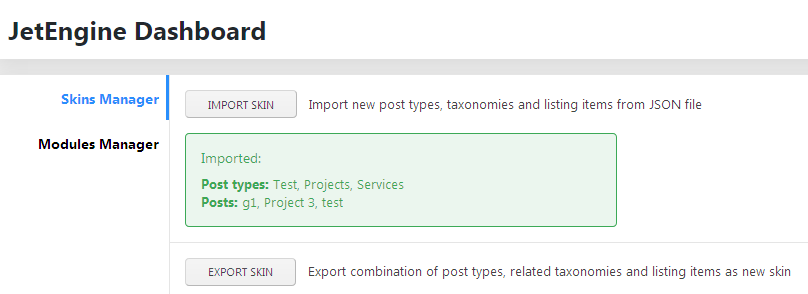 JetEngine Dashboard
Skins Manager
IMPORT SKIN Import new post types, taxonomies and listing items from JSON file
Modules Manager
Imported:
Post types: Test, Projects, Services
Posts: g1, Project 3, test
EXPORT SKIN Export combination of post types, related taxonomies and listing items as new skin